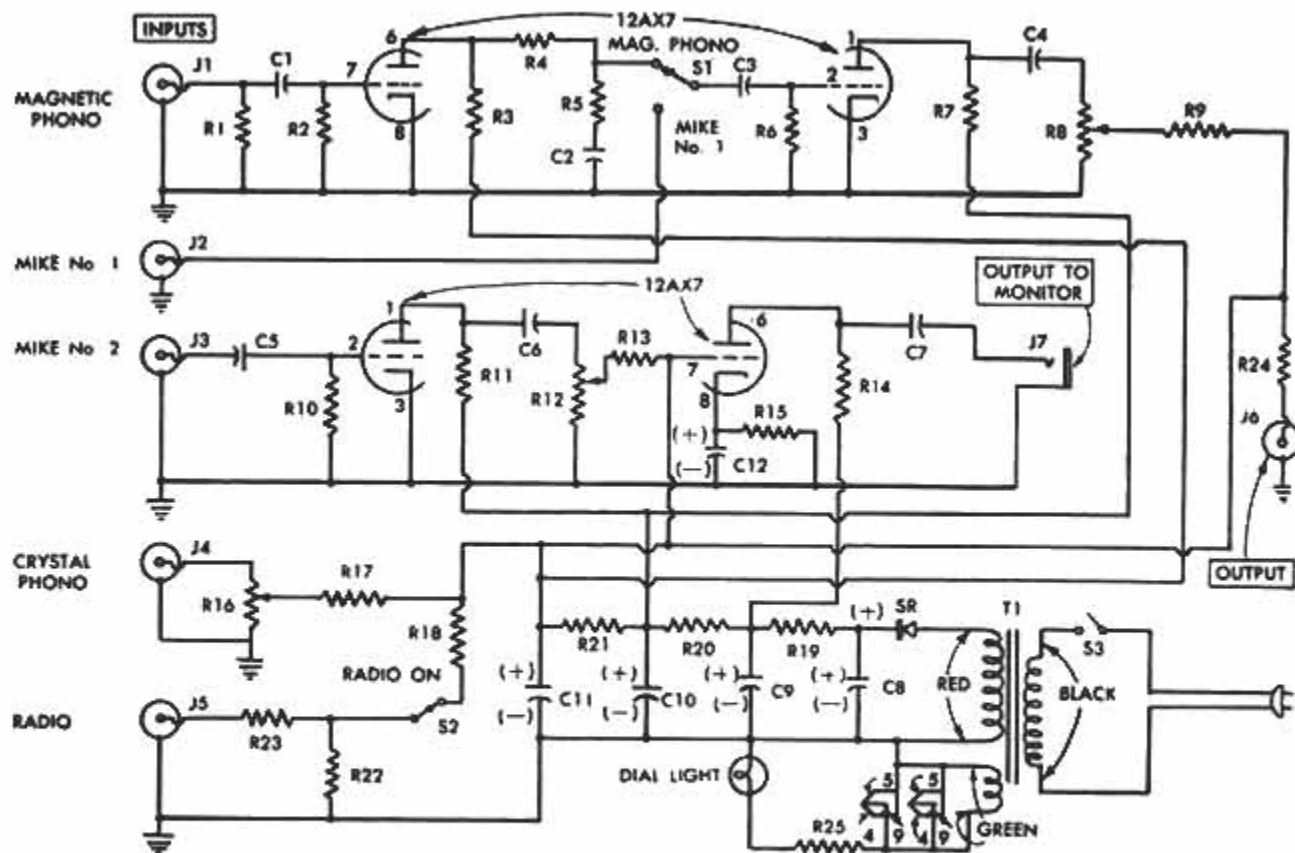 INPUTS
12AX7
MAG. PHONO
J1
C1
7
6
8
R1
R2
R3
R4
R5
C2
S1
C3
MIKE
No. 1
R6
1
2
3
R7
C4
R8
R9
MAGNETIC
PHONO
MIKE No 1
J2
12AX7
OUTPUT TO
MONITOR
MIKE No 2
J3
C5
R10
1
2
3
R11
C6
R12
R13
6
7
8
(+)
(—)
C12
R15
R14
C7
J7
R24
J6
OUTPUT
CRYSTAL
PHONO
J4
R16
R17
R18
RADIO ON
S2
R21
R20
R19
(+)
SR
T1
S3
(+)
(—)
C11
(+)
(—)
C10
(+)
(—)
C9
(+)
(—)
C8
RED
BLACK
RADIO
J5
R23
R22
DIAL LIGHT
R25
5
4
9
5
4
9
GREEN